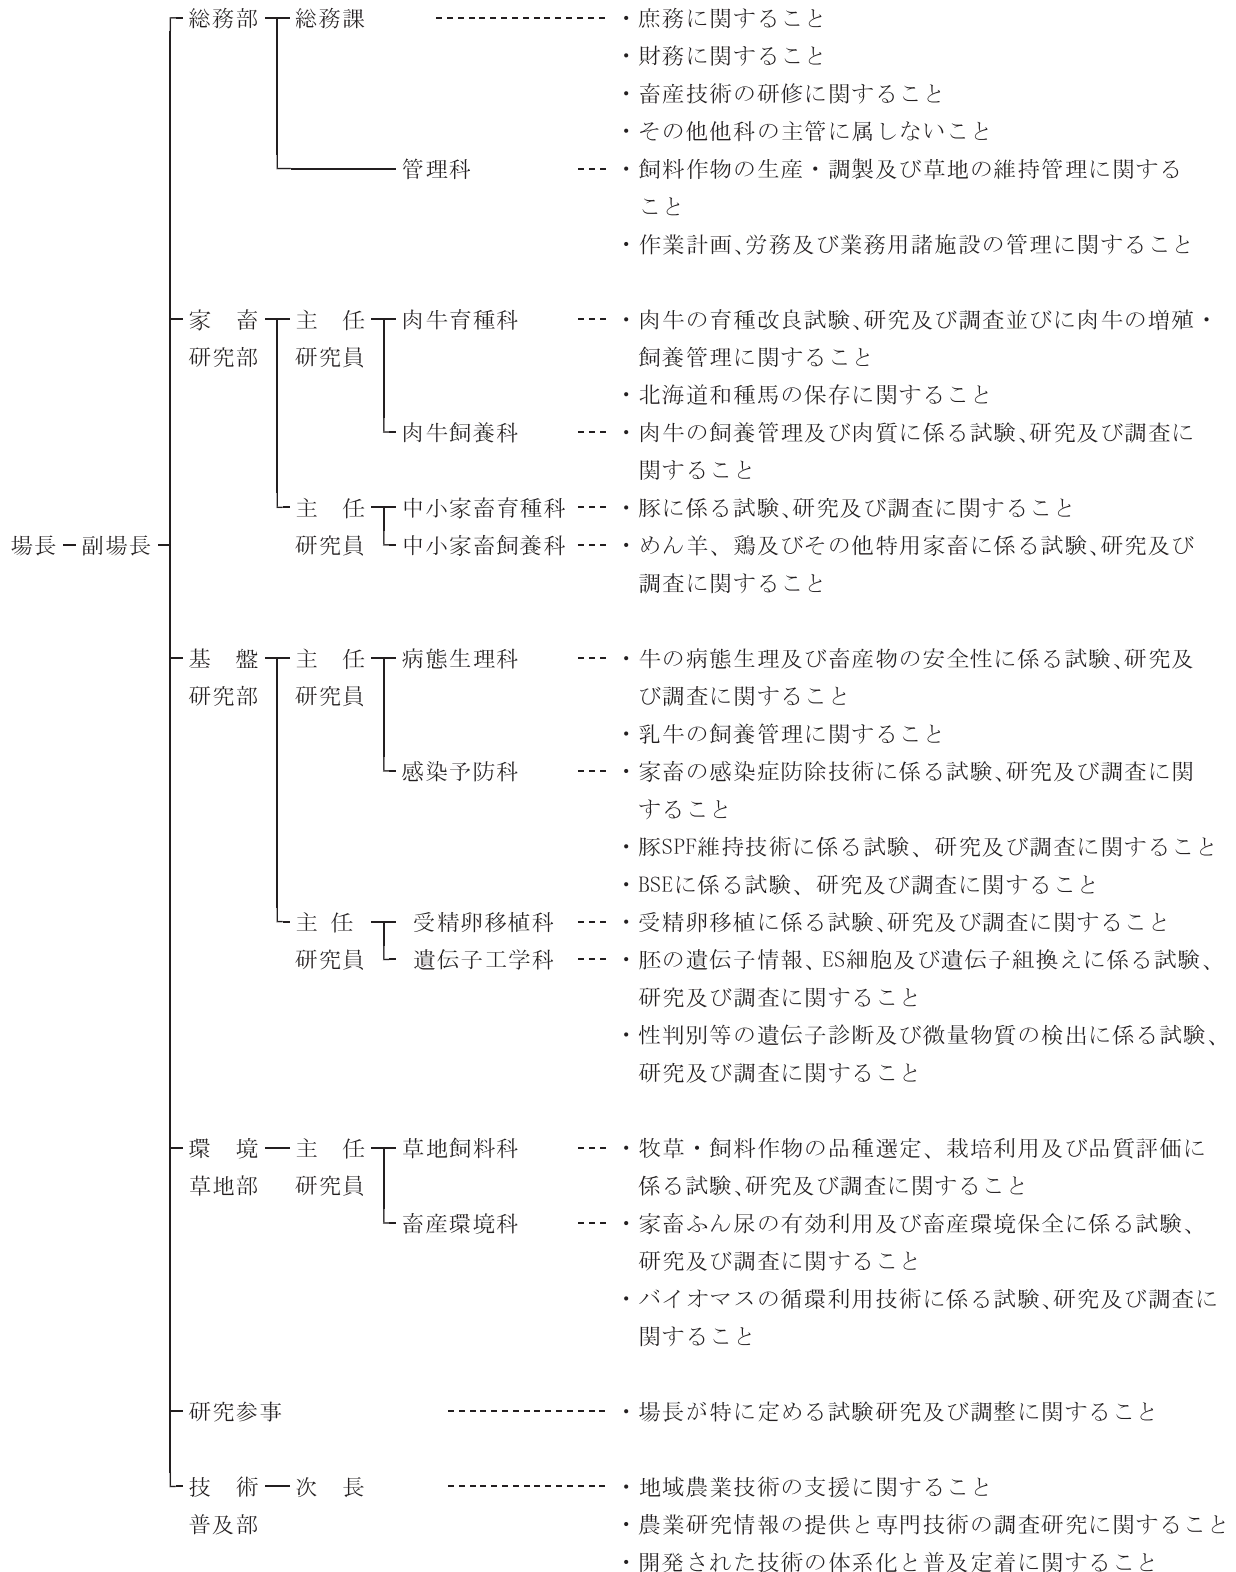 総務部 総務課 ・庶務に関すること
・財務に関すること
・畜産技術の研修に関すること
・その他他科の主管に属しないこと
管理科 ・飼料作物の生産・調製及び草地の維持管理に関する
こと
・作業計画、労務及び業務用諸施設の管理に関すること
家 畜 主 任 肉牛育種科 ・肉牛の育種改良試験、研究及び調査並びに肉牛の増殖・
研究部 研究員 飼養管理に関すること
・北海道和種馬の保存に関すること
肉牛飼養科 ・肉牛の飼養管理及び肉質に係る試験、研究及び調査に
関すること
主 任 中小家畜育種科 ・豚に係る試験、研究及び調査に関すること
場長 副場長 研究員 中小家畜飼養科 ・めん羊、鶏及びその他特用家畜に係る試験、研究及び
調査に関すること
基 盤 主 任 病態生理科 ・牛の病態生理及び畜産物の安全性に係る試験、研究及
研究部 研究員 び調査に関すること
・乳牛の飼養管理に関すること
感染予防科 ・家畜の感染症防除技術に係る試験、研究及び調査に関
すること
・豚SPF維持技術に係る試験、研究及び調査に関すること
・BSEに係る試験、研究及び調査に関すること
主 任 受精卵移植科 ・受精卵移植に係る試験、研究及び調査に関すること
研究員 遺伝子工学科 ・胚の遺伝子情報、ES細胞及び遺伝子組換えに係る試験、
研究及び調査に関すること
・性判別等の遺伝子診断及び微量物質の検出に係る試験、
研究及び調査に関すること
環 境 主 任 草地飼料科 ・牧草・飼料作物の品種選定、栽培利用及び品質評価に
草地部 研究員 係る試験、研究及び調査に関すること
畜産環境科 ・家畜ふん尿の有効利用及び畜産環境保全に係る試験、
研究及び調査に関すること
・バイオマスの循環利用技術に係る試験、研究及び調査に
関すること
研究参事 ・場長が特に定める試験研究及び調整に関すること
技 術 次 長 ・地域農業技術の支援に関すること
普及部 ・農業研究情報の提供と専門技術の調査研究に関すること
・開発された技術の体系化と普及定着に関すること